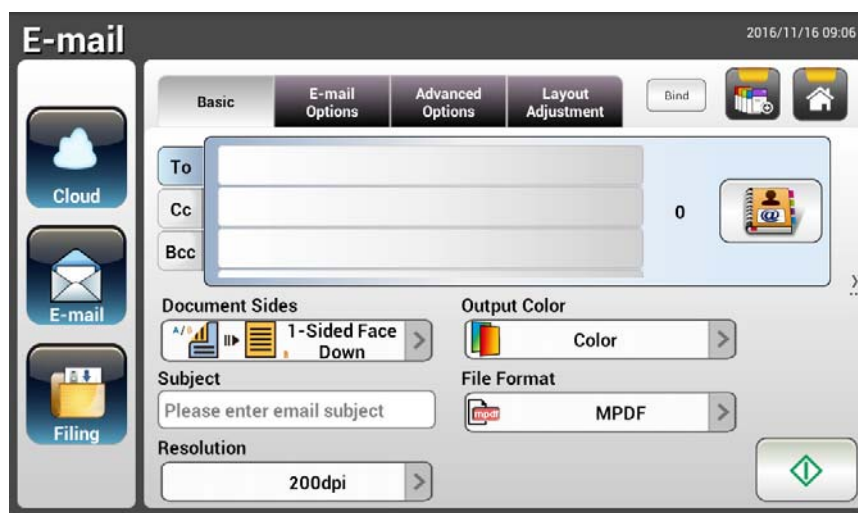 E-mail
2016/11/16 09:06
Basic
E-mail
Options
Advanced
Options
Layout
Adjustment
Bind
Cloud
E-mail
Filing
To
Cc
Bcc
0
@
Document Sides
A/B
1-Sided Face
Down
Output Color
Color
Subject
Please enter email subject
File Format
mpdf
MPDF
Resolution
200dpi